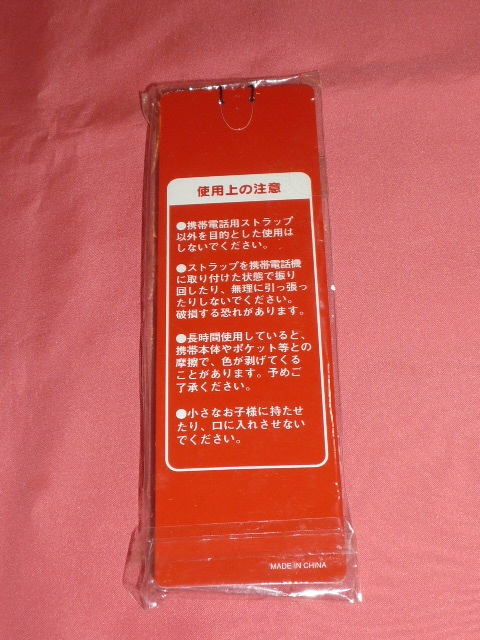 使用上の注意
●携帯電話用ストラップ
以外を目的とした使用は
しないでください。
●ストラップを携帯電話機
に取り付けた状態で振り
回したり、無理に引っ張っ
たりしないでください。
破損する恐れがあります。
●長時間使用していると、
携帯本体やポケット等との
摩擦で、色が剥げてくる
ことがあります。予めご
了承ください。
●小さなお子様に持たせ
たり、口に入れさせない
でください。
MADE IN CHINA